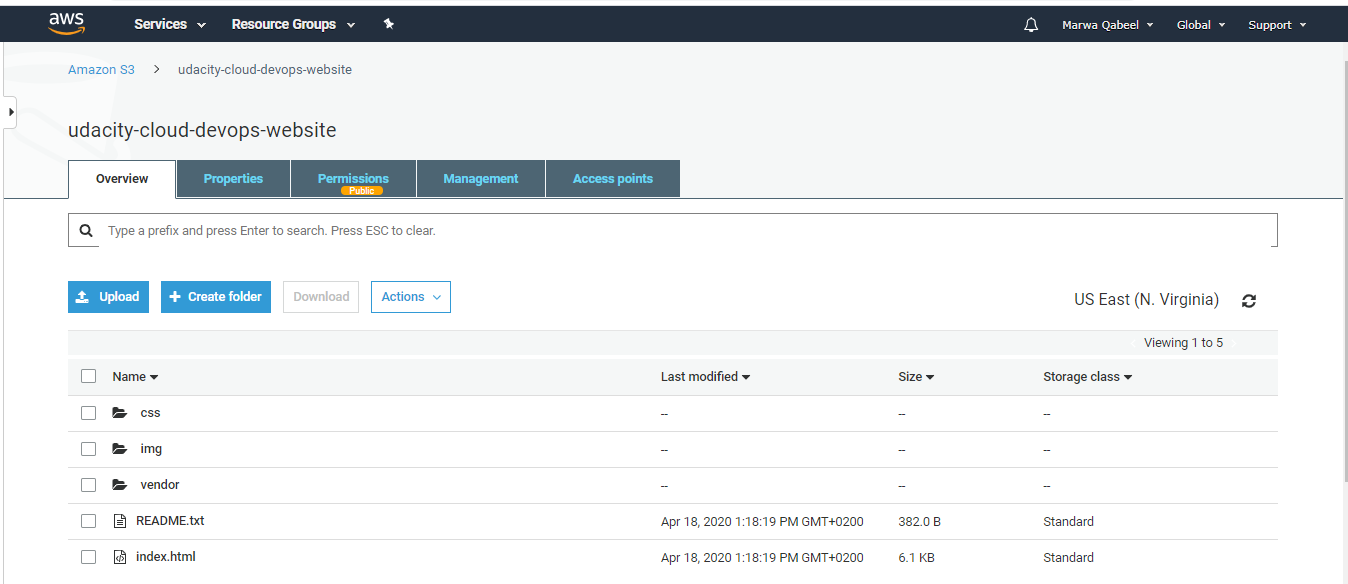 aws Services Resource Groups Marwa Qabeel Global Support
Amazon S3 > udacity-cloud-devops-website
udacity-cloud-devops-website
Overview Properties Permissions Management Access points
Public
Type a prefix and press Enter to search. Press ESC to clear.
Upload + Create folder Download Actions US East (N. Virginia)
Viewing 1 to 5
Name Last modified Size Storage class
css -- -- --
img -- -- --
vendor -- -- --
README.txt Apr 18, 2020 1:18:19 PM GMT+0200 382.0 B Standard
index.html Apr 18, 2020 1:18:19 PM GMT+0200 6.1 KB Standard